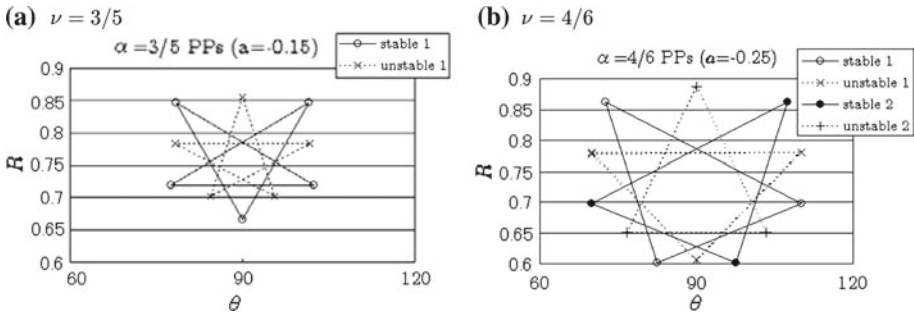 (a) ν = 3/5
α=3/5 PPs (a=-0.15)
stable 1
unstable 1
0.9
0.85
0.8
0.75
0.7
0.65
0.6
R
60
90
120
θ
(b) ν = 4/6
α=4/6 PPs (a=-0.25)
stable 1
unstable 1
stable 2
unstable 2
0.9
0.85
0.8
0.75
0.7
0.65
0.6
R
60
90
120
θ